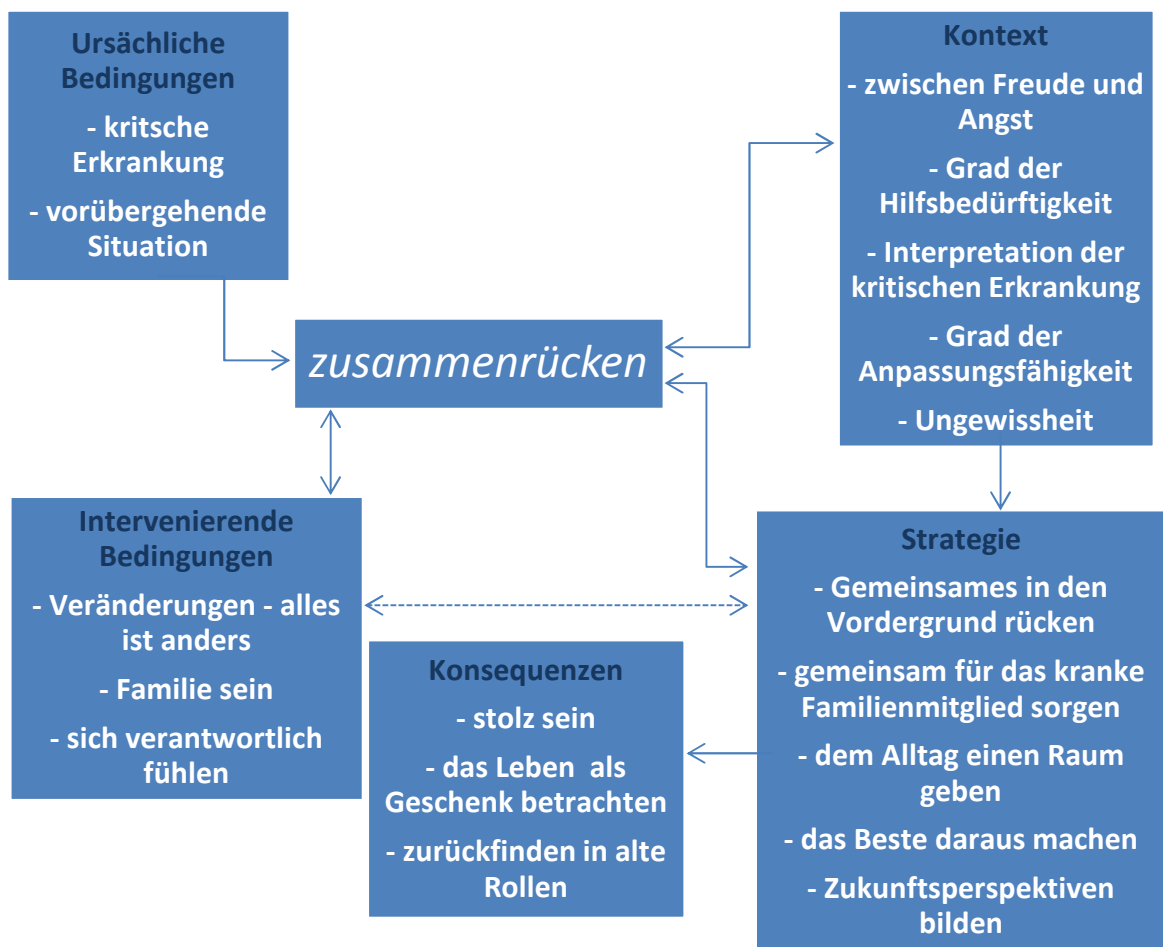 Ursächliche
Bedingungen
- kritsche
Erkrankung
- vorübergehende
Situation
Kontext
- zwischen Freude und
Angst
- Grad der
Hilfsbedürftigkeit
- Interpretation der
kritischen Erkrankung
- Grad der
Anpassungsfähigkeit
- Ungewissheit
zusammenrücken
Intervenierende
Bedingungen
- Veränderungen - alles
ist anders
- Familie sein
- sich verantwortlich
fühlen
Strategie
- Gemeinsames in den
Vordergrund rücken
- gemeinsam für das kranke
Familienmitglied sorgen
- dem Alltag einen Raum
geben
- das Beste daraus machen
- Zukunftsperspektiven
bilden
Konsequenzen
- stolz sein
- das Leben als
Geschenk betrachten
- zurückfinden in alte
Rollen